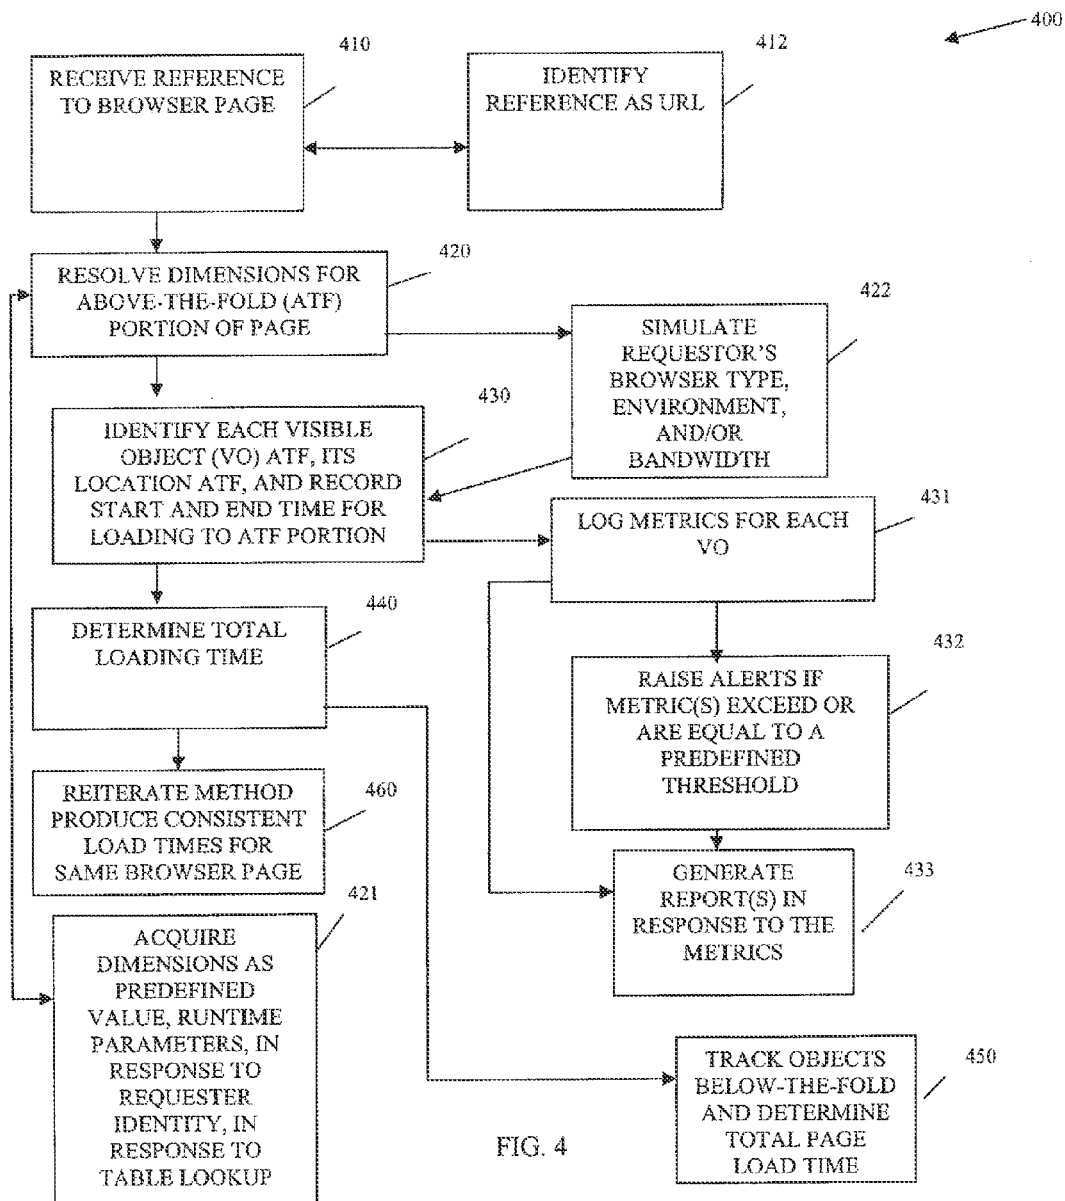 400
410
RECEIVE REFERENCE
TO BROWSER PAGE
412
IDENTIFY
REFERENCE AS URL
420
RESOLVE DIMENSIONS FOR
ABOVE-THE-FOLD (ATF)
PORTION OF PAGE
422
SIMULATE
REQUESTOR'S
BROWSER TYPE,
ENVIRONMENT,
AND/OR
BANDWIDTH
430
IDENTIFY EACH VISIBLE
OBJECT (VO) ATF, ITS
LOCATION ATF, AND RECORD
START AND END TIME FOR
LOADING TO ATF PORTION
431
LOG METRICS FOR EACH
VO
440
DETERMINE TOTAL
LOADING TIME
432
RAISE ALERTS IF
METRIC(S) EXCEED OR
ARE EQUAL TO A
PREDEFINED
THRESHOLD
460
REITERATE METHOD
PRODUCE CONSISTENT
LOAD TIMES FOR
SAME BROWSER PAGE
433
GENERATE
REPORT(S) IN
RESPONSE TO THE
METRICS
421
ACQUIRE
DIMENSIONS AS
PREDEFINED
VALUE, RUNTIME
PARAMETERS, IN
RESPONSE TO
REQUESTER
IDENTITY, IN
RESPONSE TO
TABLE LOOKUP
450
TRACK OBJECTS
BELOW-THE-FOLD
AND DETERMINE
TOTAL PAGE
LOAD TIME
FIG. 4